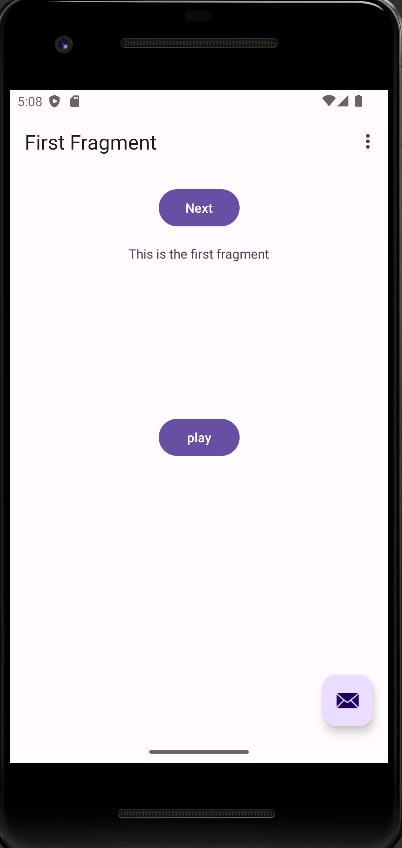 5:08
First Fragment
Next
This is the first fragment
play